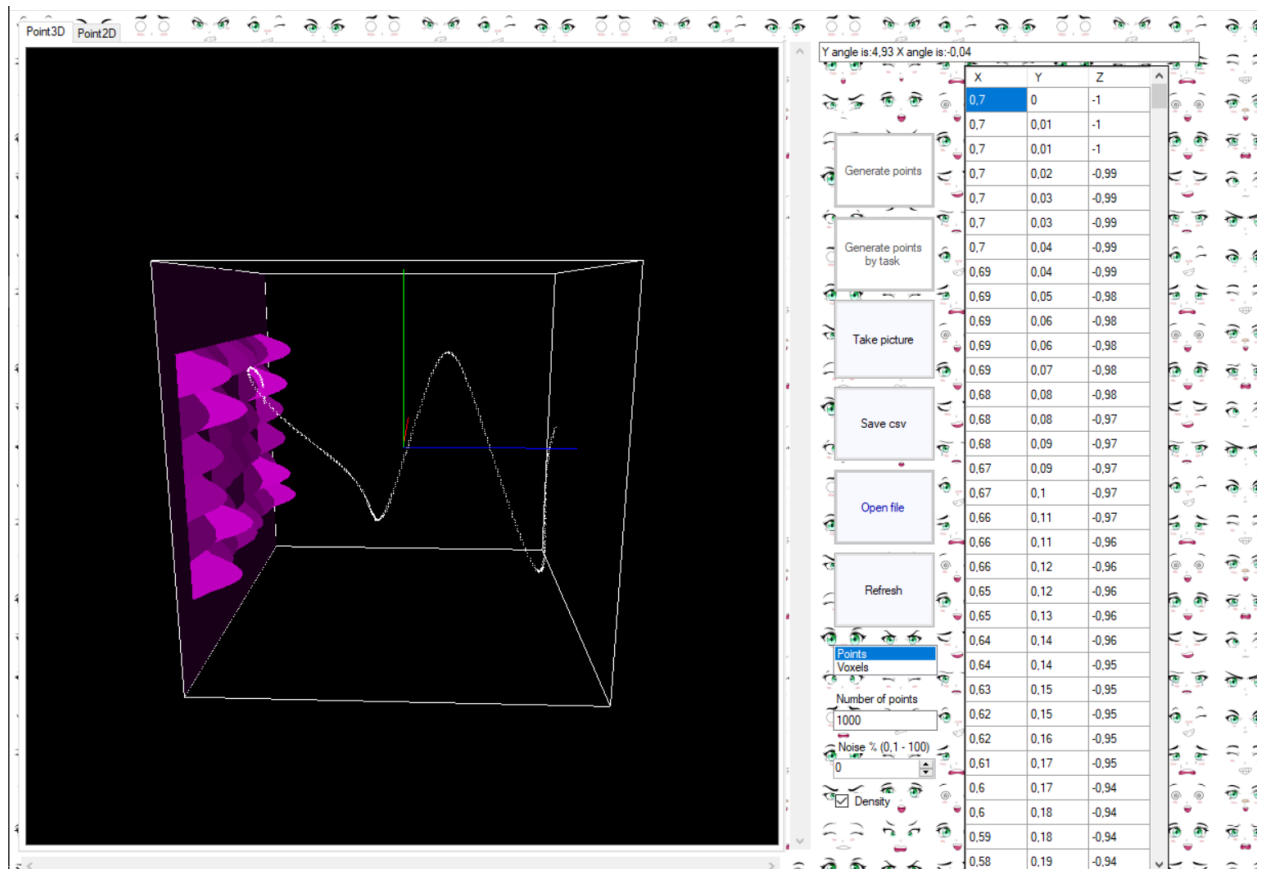 Point3D Point2D
Y angle is:4,93 X angle is:-0,04
X Y Z
0,7 0 -1
0,7 0,01 -1
0,7 0,01 -1
0,7 0,02 -0,99
0,7 0,03 -0,99
0,7 0,03 -0,99
0,7 0,04 -0,99
0,69 0,04 -0,99
0,69 0,05 -0,98
0,69 0,06 -0,98
0,69 0,06 -0,98
0,69 0,07 -0,98
0,68 0,08 -0,98
0,68 0,08 -0,97
0,68 0,09 -0,97
0,67 0,09 -0,97
0,67 0,1 -0,97
0,66 0,11 -0,97
0,66 0,11 -0,96
0,66 0,12 -0,96
0,65 0,12 -0,96
0,65 0,13 -0,96
0,64 0,14 -0,96
0,64 0,14 -0,95
0,63 0,15 -0,95
0,62 0,15 -0,95
0,62 0,16 -0,95
0,61 0,17 -0,95
0,6 0,17 -0,94
0,6 0,18 -0,94
0,59 0,18 -0,94
0,58 0,19 -0,94
Generate points
Generate points
by task
Take picture
Save csv
Open file
Refresh
Points
Voxels
Number of points
1000
Noise % (0,1 - 100)
0
Density